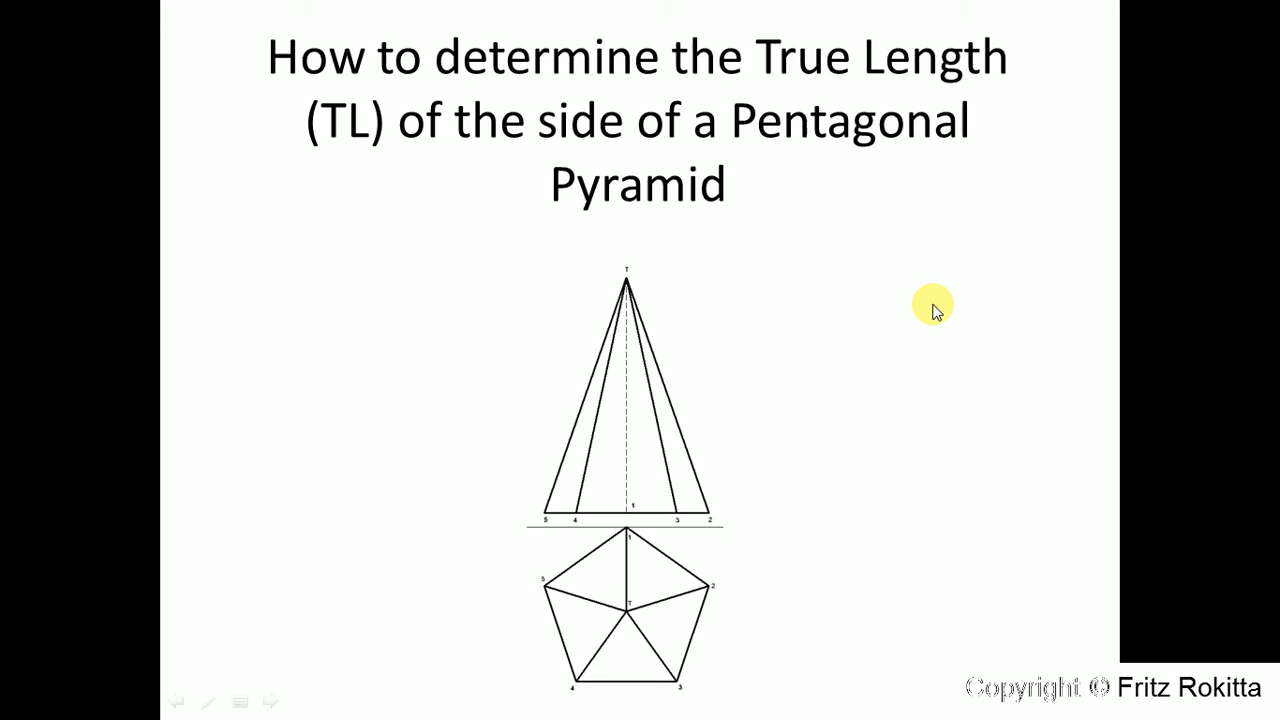 How to determine the True Length
(TL) of the side of a Pentagonal
Pyramid
T
1
5 4 3 2
1
5 2
T
4 3
Copyright © Fritz Rokitta